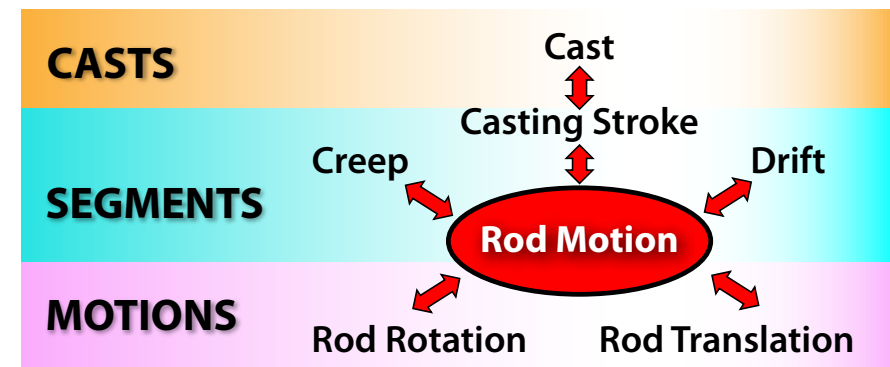 CASTS
Cast
Casting Stroke
Creep
Drift
SEGMENTS
Rod Motion
MOTIONS
Rod Rotation
Rod Translation